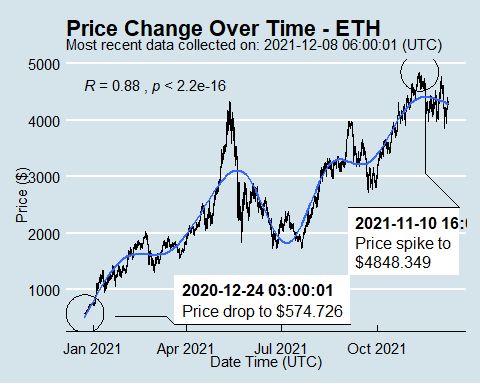 Price Change Over Time - ETH
Most recent data collected on: 2021-12-08 06:00:01 (UTC)
R = 0.88 , p < 2.2e-16
5000
4000
3000
2000
1000
Price ($)
2021-11-10 16:
Price spike to
$4848.349
2020-12-24 03:00:01
Price drop to $574.726
Jan 2021
Apr 2021
Jul 2021
Oct 2021
Date Time (UTC)